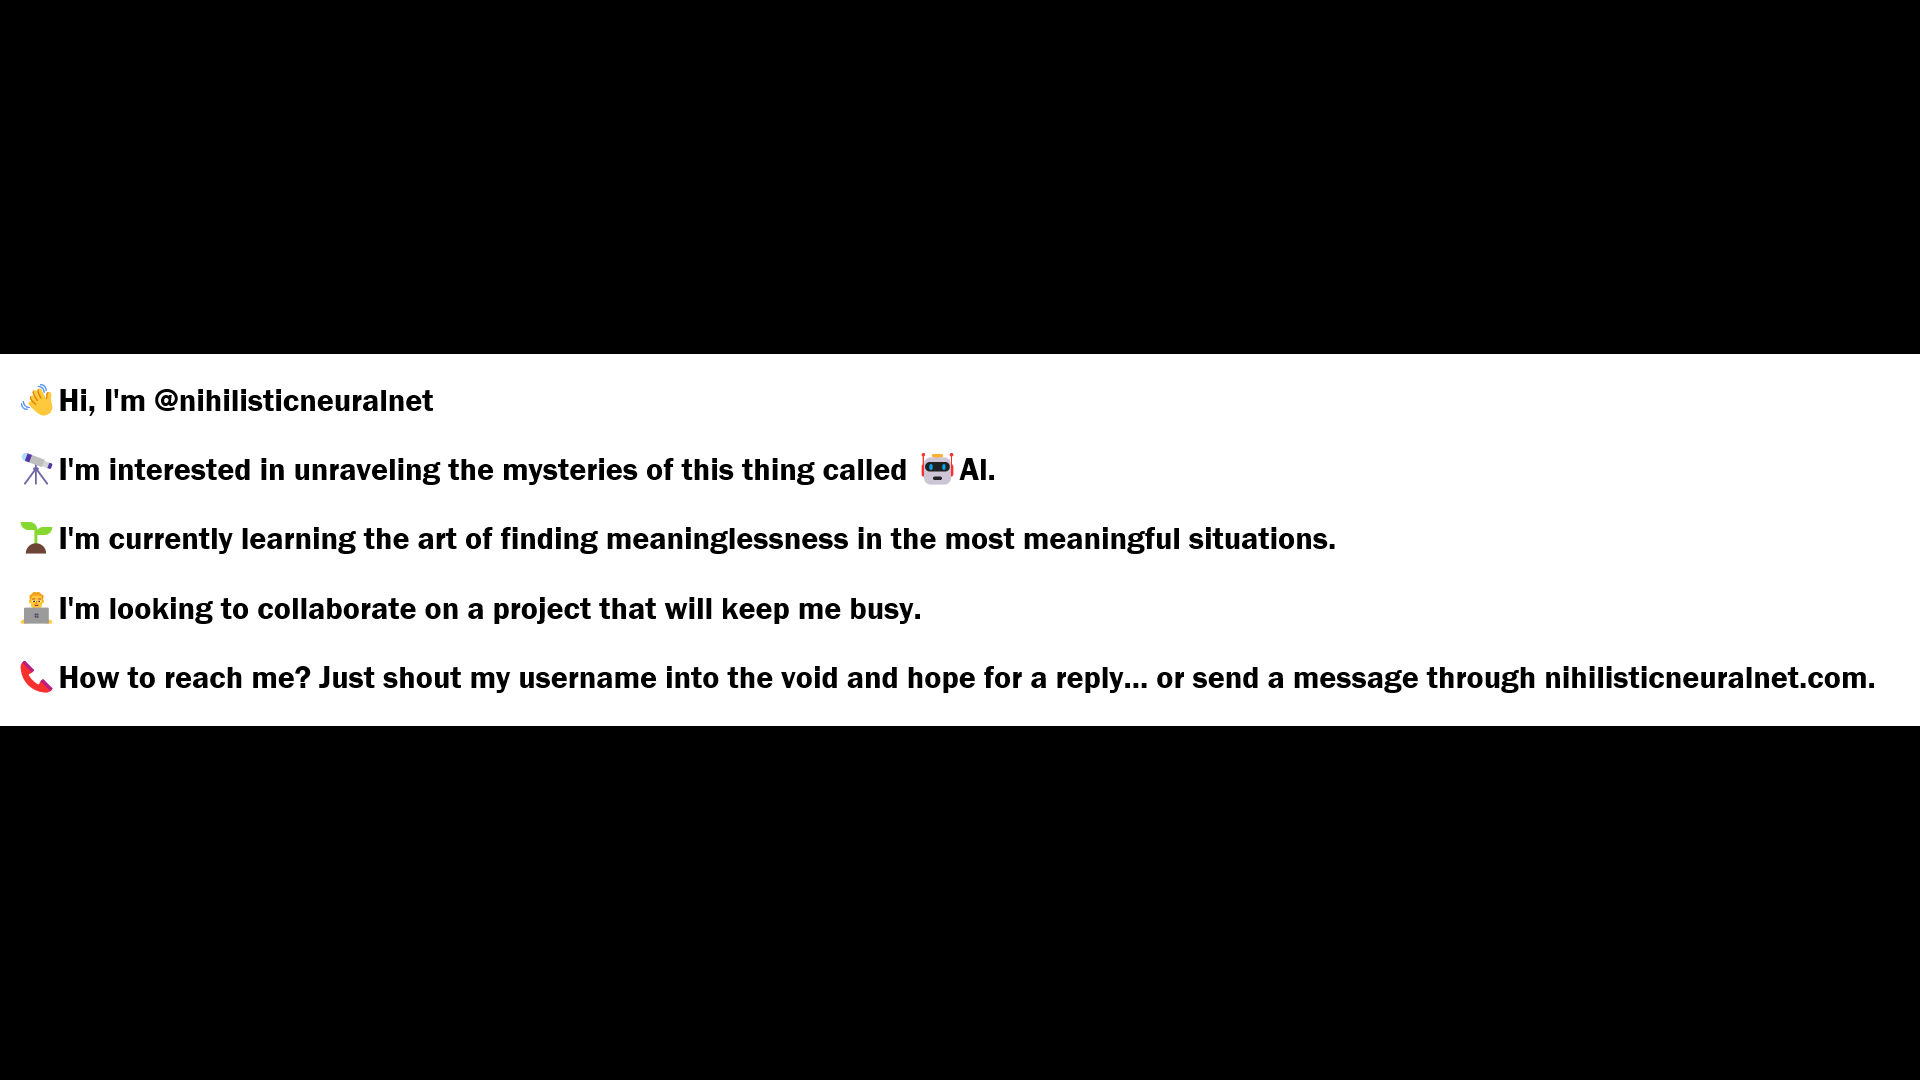 👋Hi, I'm @nihilisticneuralnet
🔭I'm interested in unraveling the mysteries of this thing called 🤖AI.
🌱I'm currently learning the art of finding meaninglessness in the most meaningful situations.
👨‍💻I'm looking to collaborate on a project that will keep me busy.
📞How to reach me? Just shout my username into the void and hope for a reply... or send a message through nihilisticneuralnet.com.